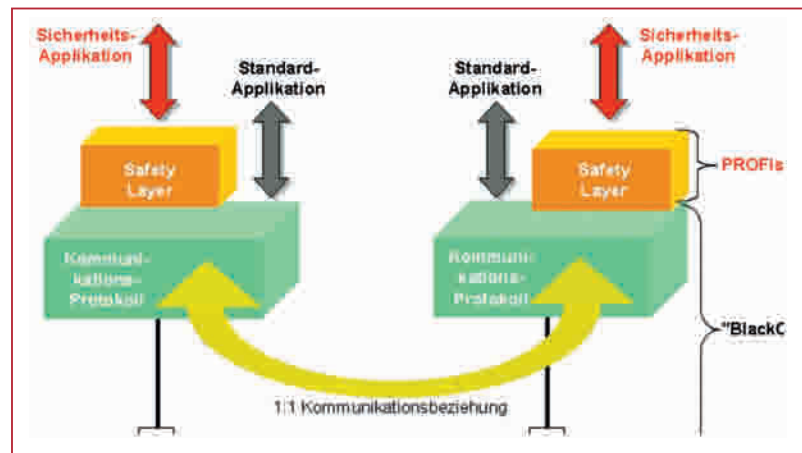 Sicherheits-
Applikation
Standard-
Applikation
Safety
Layer
Kommuni-
kations-
Protokoll
Standard-
Applikation
Sicherheits-
Applikation
Safety
Layer
Kommuni-
kations-
Protokoll
PROFIs
"BlackC
1:1 Kommunikationsbeziehung